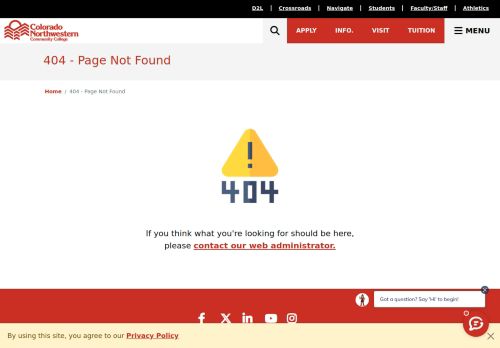 D2L | Crossroads | Navigate | Students | Faculty/Staff | Athletics
Colorado
Northwestern
Community College
APPLY INFO. VISIT TUITION MENU
404 - Page Not Found
Home / 404 - Page Not Found
404
If you think what you're looking for should be here,
please contact our web administrator.
Got a question? Say 'Hi' to begin!
By using this site, you agree to our Privacy Policy